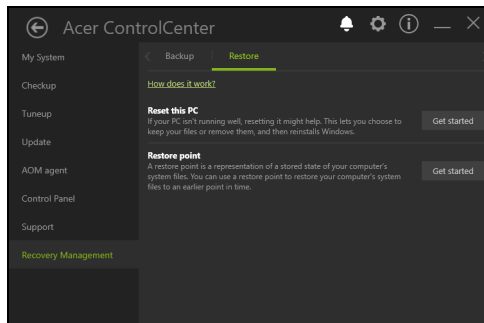 Acer ControlCenter
My System
Backup
Restore
Checkup
How does it work?
Tuneup
Reset this PC
If your PC isn't running well, resetting it might help. This lets you choose to
keep your files or remove them, and then reinstalls Windows.
Get started
Update
Restore point
A restore point is a representation of a stored state of your computer's
system files. You can use a restore point to restore your computer's system
files to an earlier point in time.
Get started
AOM agent
Control Panel
Support
Recovery Management